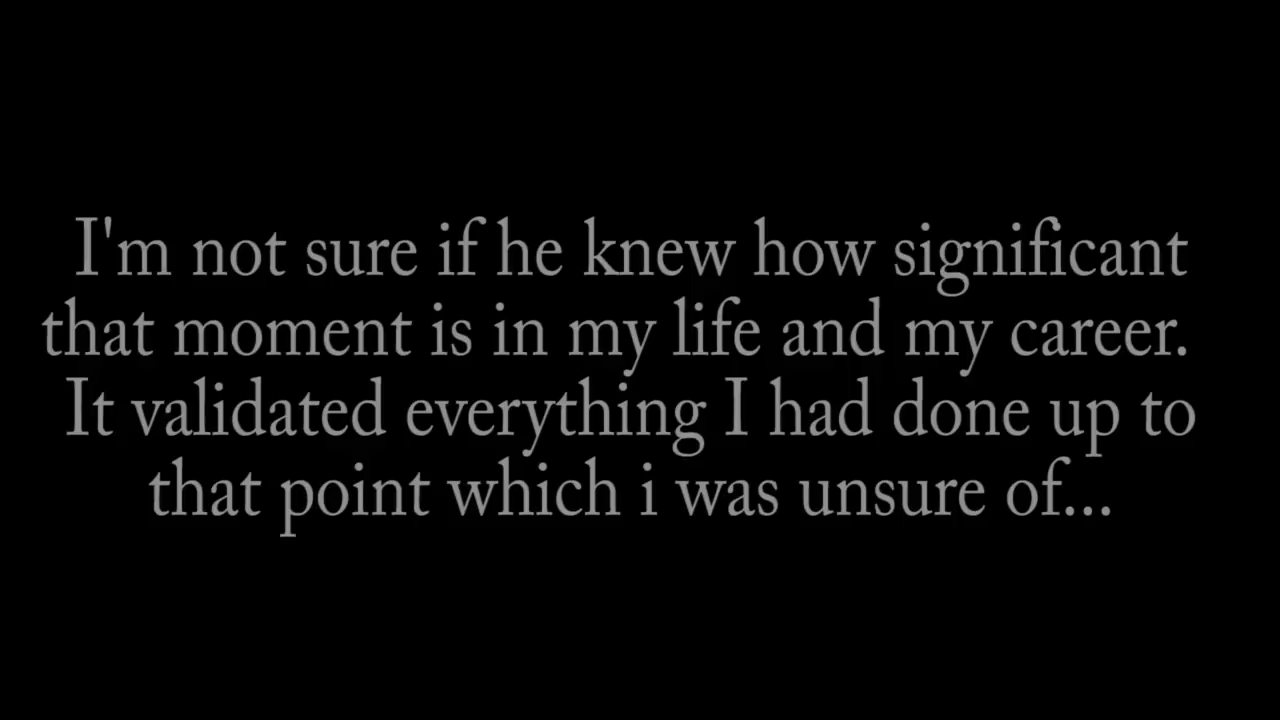 I'm not sure if he knew how significant
that moment is in my life and my career.
It validated everything I had done up to
that point which i was unsure of...